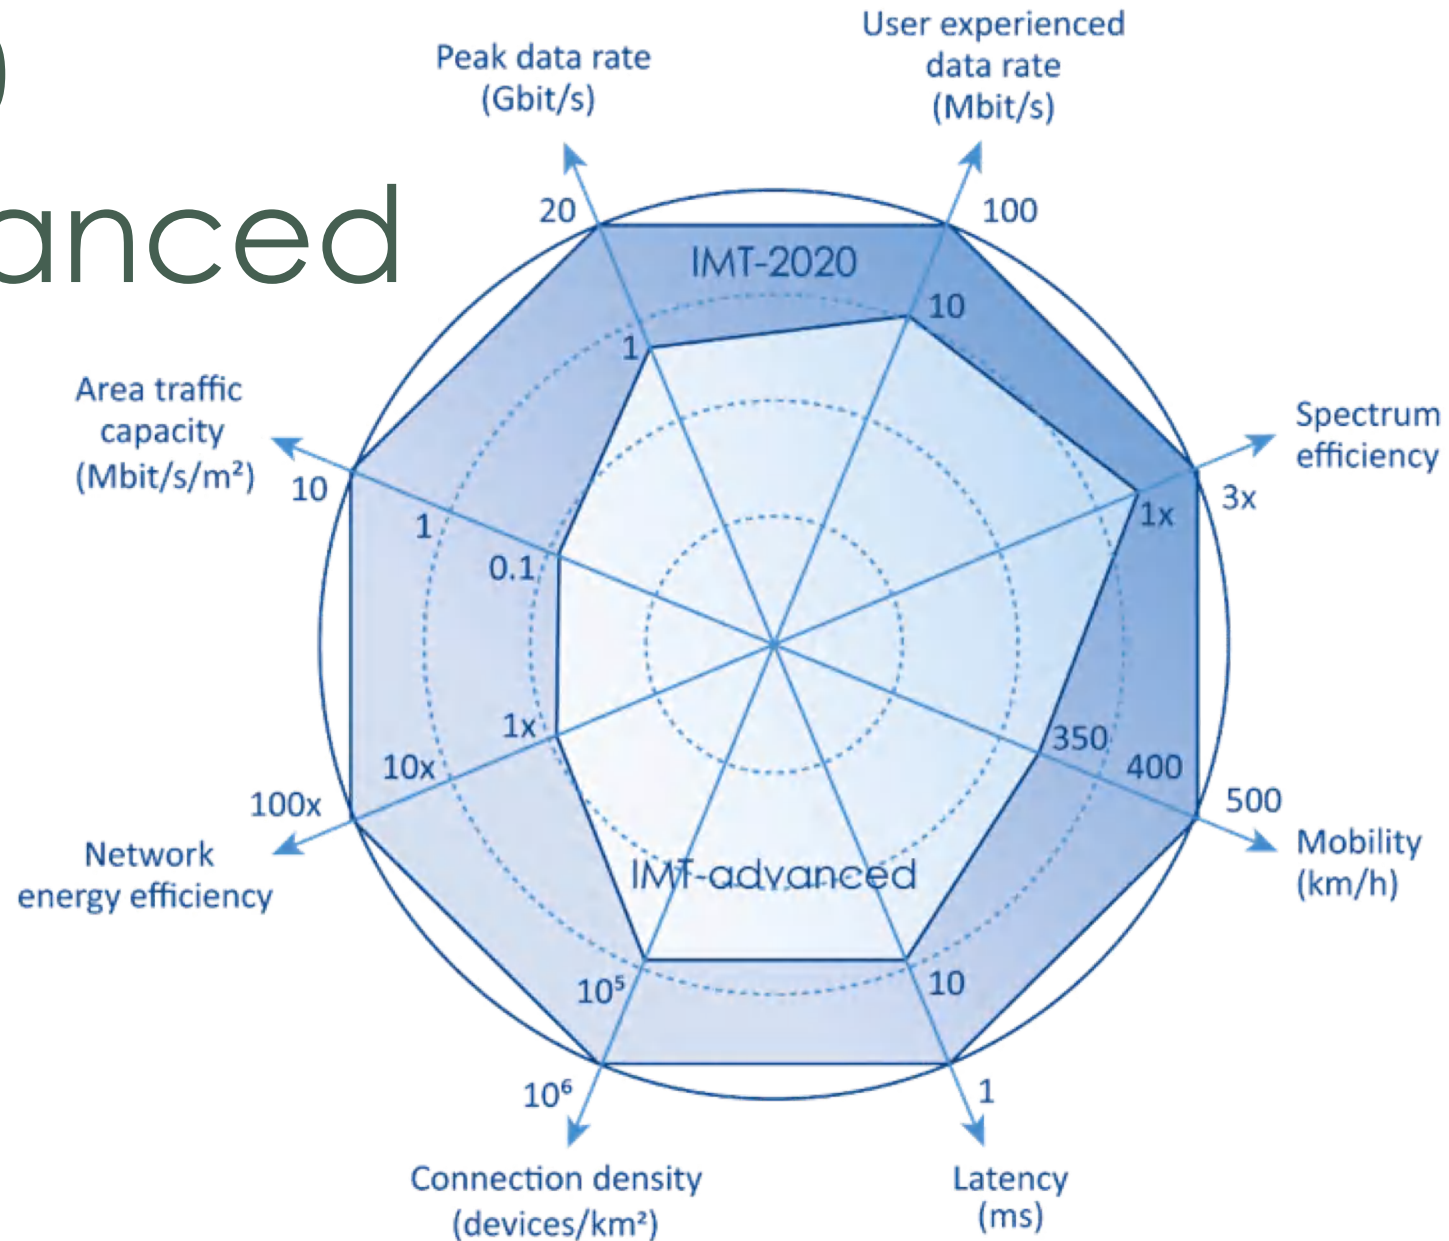 anced
User experienced
data rate
(Mbit/s)
Peak data rate
(Gbit/s)
20
100
IMT-2020
10
1
Area traffic
capacity
(Mbit/s/m²)
10
1
0.1
Spectrum
efficiency
1x
3x
1x
10x
100x
Network
energy efficiency
350
400
500
Mobility
(km/h)
IMT-advanced
10⁵
10
10⁶
1
Connection density
(devices/km²)
Latency
(ms)